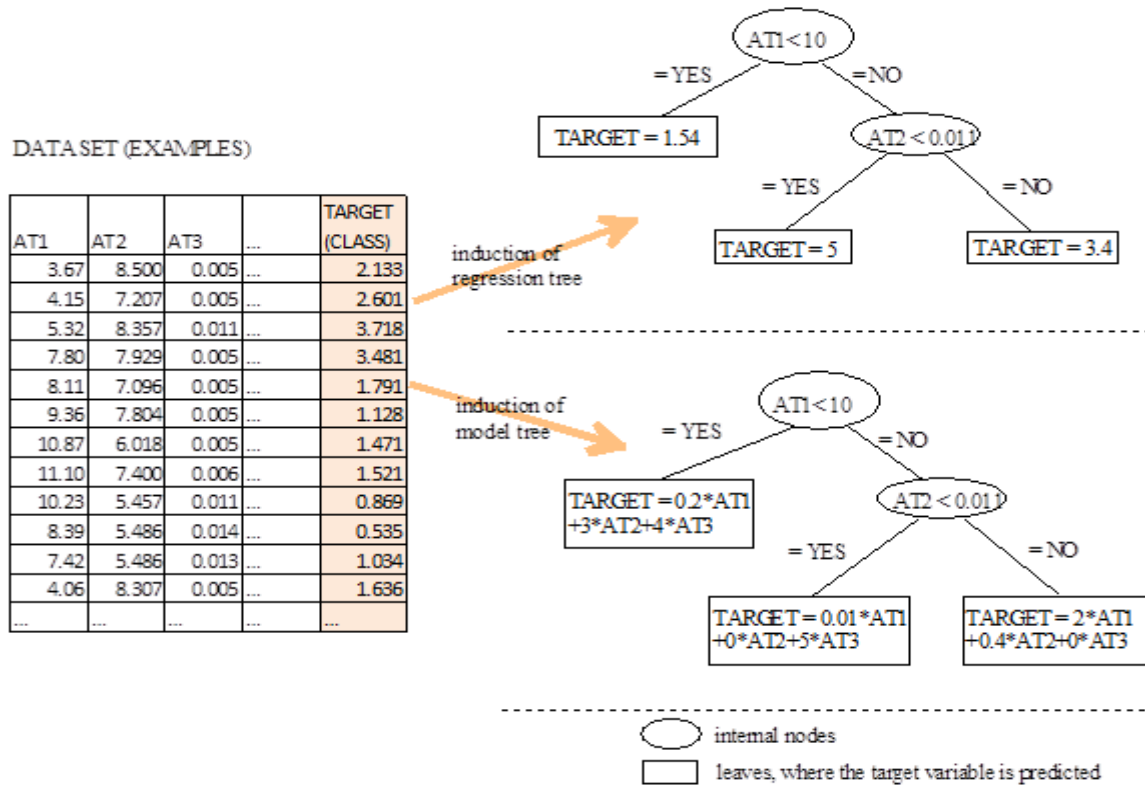 DATA SET (EXAMPLES)
AT1 AT2 AT3 ... TARGET (CLASS)
3.67 8.500 0.005 ... 2.133
4.15 7.207 0.005 ... 2.601
5.32 8.357 0.011 ... 3.718
7.80 7.929 0.005 ... 3.481
8.11 7.096 0.005 ... 1.791
9.36 7.804 0.005 ... 1.128
10.87 6.018 0.005 ... 1.471
11.10 7.400 0.006 ... 1.521
10.23 5.457 0.011 ... 0.869
8.39 5.486 0.014 ... 0.535
7.42 5.486 0.013 ... 1.034
4.06 8.307 0.005 ... 1.636
... ... ... ... ...
induction of
regression tree
AT1<10
= YES
= NO
TARGET = 1.54
AT2 < 0.011
= YES
= NO
TARGET = 5
TARGET = 3.4
induction of
model tree
AT1<10
= YES
= NO
TARGET = 0.2*AT1
+3*AT2+4*AT3
AT2 < 0.011
= YES
= NO
TARGET = 0.01*AT1
+0*AT2+5*AT3
TARGET = 2*AT1
+0.4*AT2+0*AT3
internal nodes
leaves, where the target variable is predicted